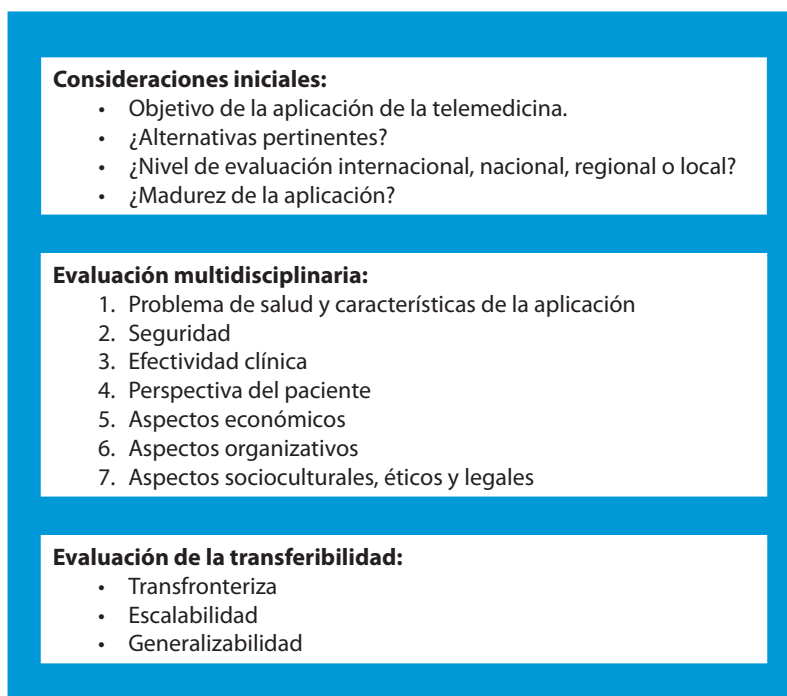 Consideraciones iniciales:
• Objetivo de la aplicación de la telemedicina.
• ¿Alternativas pertinentes?
• ¿Nivel de evaluación internacional, nacional, regional o local?
• ¿Madurez de la aplicación?
Evaluación multidisciplinaria:
1. Problema de salud y características de la aplicación
2. Seguridad
3. Efectividad clínica
4. Perspectiva del paciente
5. Aspectos económicos
6. Aspectos organizativos
7. Aspectos socioculturales, éticos y legales
Evaluación de la transferibilidad:
• Transfronteriza
• Escalabilidad
• Generalizabilidad